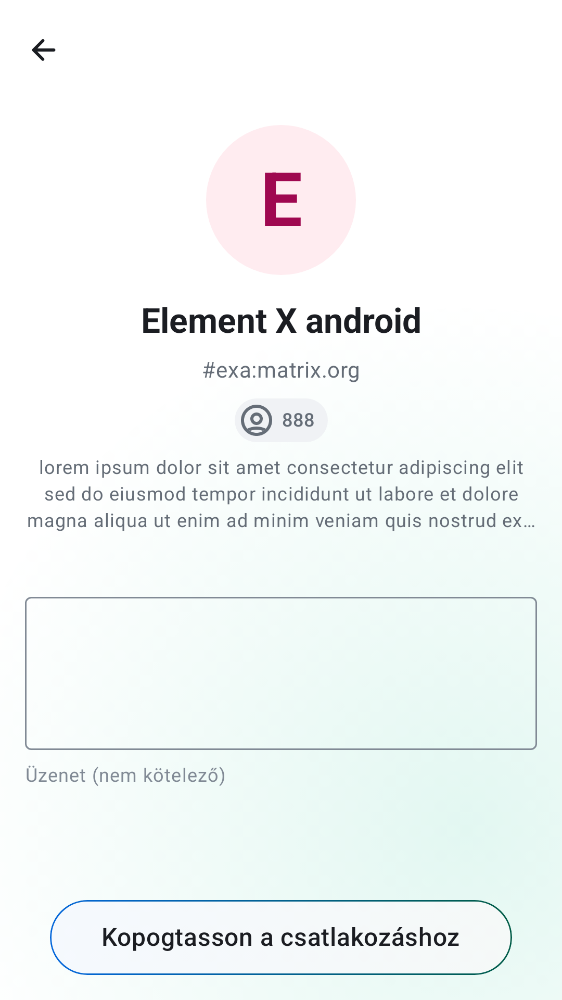 E
Element X android
#exa:matrix.org
888
lorem ipsum dolor sit amet consectetur adipiscing elit
sed do eiusmod tempor incididunt ut labore et dolore
magna aliqua ut enim ad minim veniam quis nostrud ex…
Üzenet (nem kötelező)
Kopogtasson a csatlakozáshoz